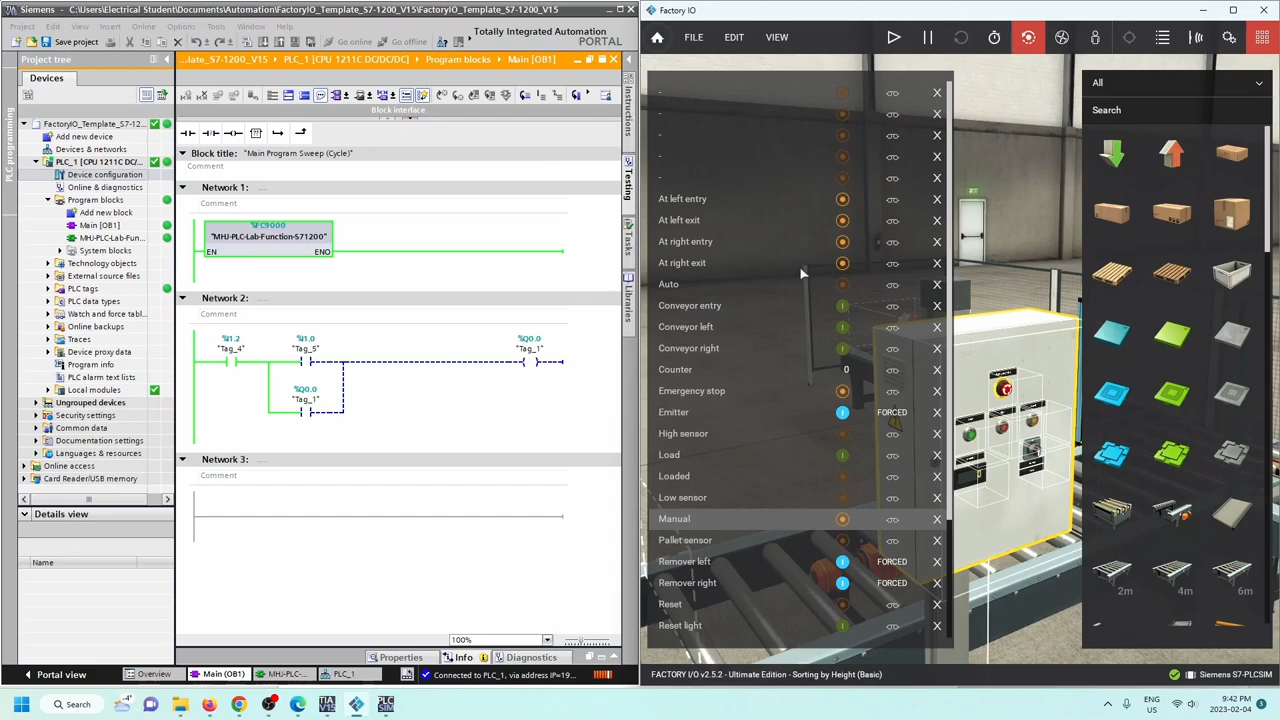 Siemens - C:\Users\Electrical Student\Documents\Automation\FactoryIO_Template_S7-1200_V15\FactoryIO_Template_S7-1200_V15
Project Edit View Insert Online Options Tools Window Help
Totally Integrated Automation
PORTAL
Save project
Go online
Go offline
Project tree
...late_S7-1200_V15 PLC_1 [CPU 1211C DC/DC/DC] Program blocks Main [OB1]
Devices
PLC programming
Block interface
FactoryIO_Template_S7-12...
Add new device
Devices & networks
PLC_1 [CPU 1211C DC/...
Device configuration
Online & diagnostics
Program blocks
Add new block
Main [OB1]
MHJ-PLC-Lab-Fun...
System blocks
Technology objects
External source files
PLC tags
PLC data types
Watch and force tabl...
Online backups
Traces
Device proxy data
Program info
PLC alarm text lists
Local modules
Ungrouped devices
Security settings
Common data
Documentation settings
Languages & resources
Online access
Card Reader/USB memory
Details view
Name
Block title: "Main Program Sweep (Cycle)"
Comment
Network 1: .....
Comment
%FC9000
"MHJ-PLC-Lab-Function-S71200"
EN ENO
Network 2: .....
Comment
%I1.2 %I1.0 %Q0.0
"Tag_4" "Tag_5" "Tag_1"
%Q0.0
"Tag_1"
Network 3: .....
Comment
100%
Instructions
Testing
Tasks
Libraries
Properties Info Diagnostics
Portal view Overview Main (OB1) MHJ-PLC-... PLC_1 Connected to PLC_1, via address IP=19...
Factory IO
FILE EDIT VIEW
-
-
-
-
-
At left entry
At left exit
At right entry
At right exit
Auto
Conveyor entry
Conveyor left
Conveyor right
Counter 0
Emergency stop
Emitter FORCED
High sensor
Load
Loaded
Low sensor
Manual
Pallet sensor
Remover left FORCED
Remover right FORCED
Reset
Reset light
All
Search
2m 4m 6m
FACTORY I/O v2.5.2 - Ultimate Edition - Sorting by Height (Basic)
Siemens S7-PLCSIM
Search
ENG
US
9:42 PM
2023-02-04
3